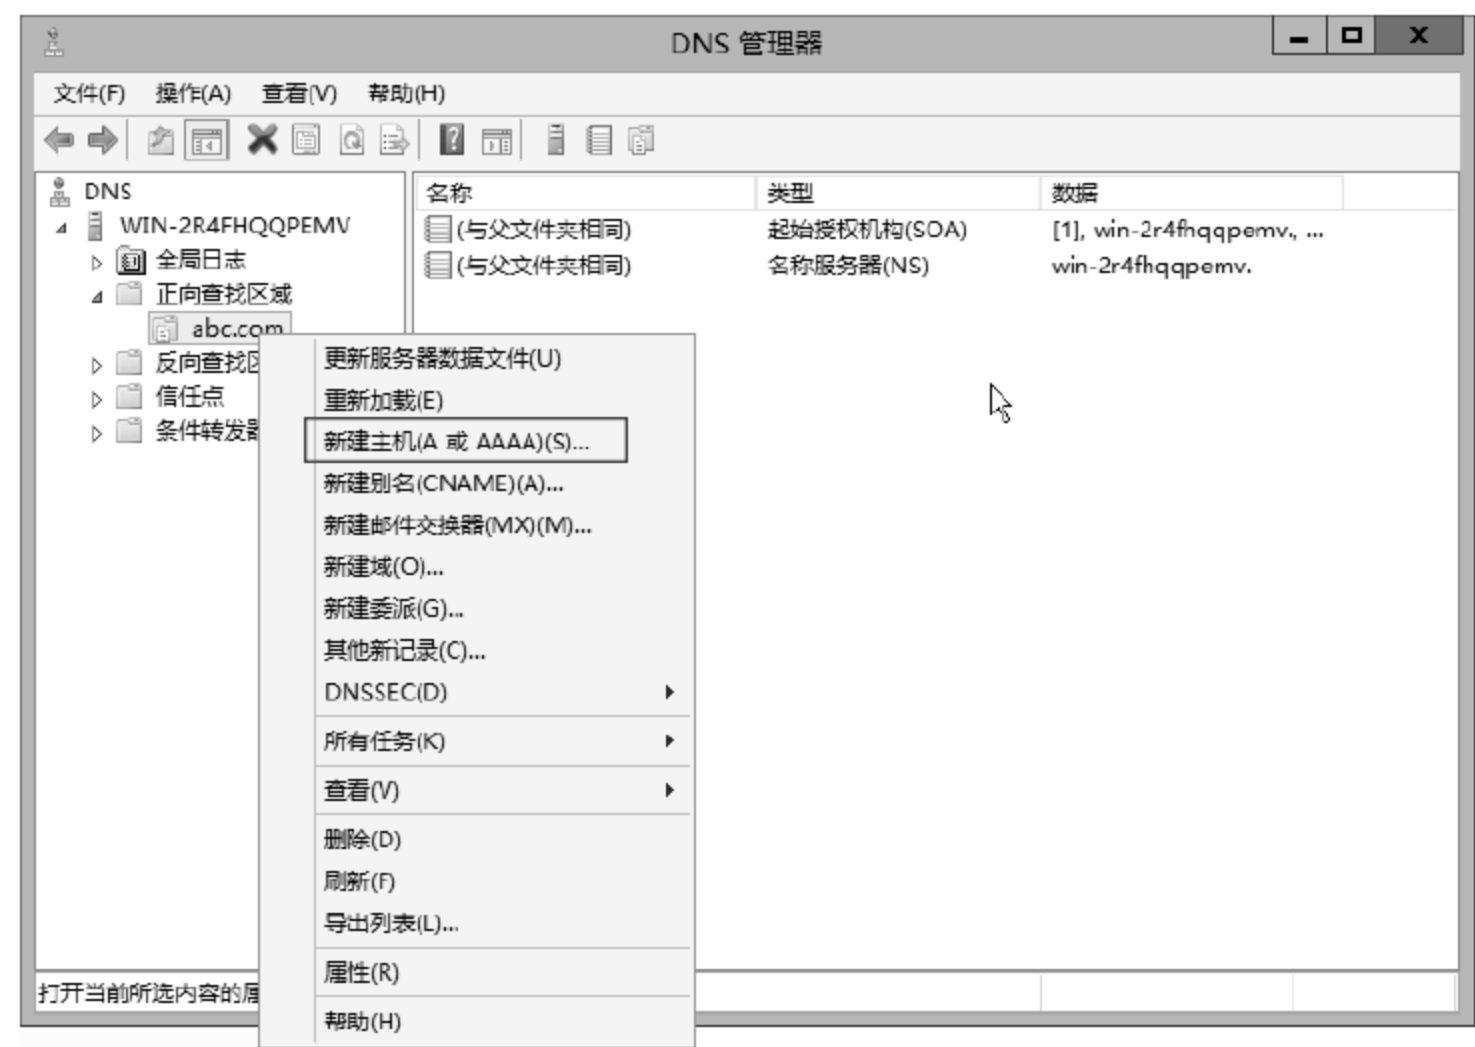 DNS 管理器
文件(F) 操作(A) 查看(V) 帮助(H)
DNS
WIN-2R4FHQQPEMV
全局日志
正向查找区域
abc.com
反向查找区
信任点
条件转发器
名称 类型 数据
(与父文件夹相同) 起始授权机构(SOA) [1], win-2r4fhqqpemv., ...
(与父文件夹相同) 名称服务器(NS) win-2r4fhqqpemv.
更新服务器数据文件(U)
重新加载(E)
新建主机(A 或 AAAA)(S)...
新建别名(CNAME)(A)...
新建邮件交换器(MX)(M)...
新建域(O)...
新建委派(G)...
其他新记录(C)...
DNSSEC(D)
所有任务(K)
查看(V)
删除(D)
刷新(F)
导出列表(L)...
属性(R)
帮助(H)
打开当前所选内容的属